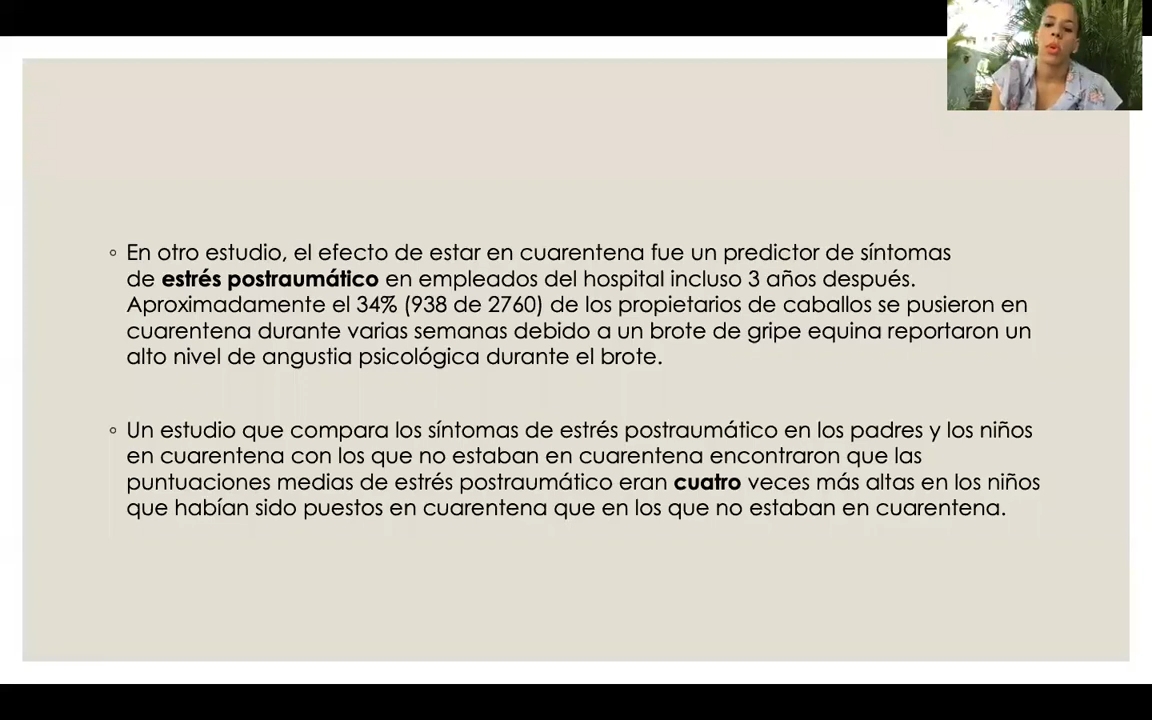 En otro estudio, el efecto de estar en cuarentena fue un predictor de síntomas
de estrés postraumático en empleados del hospital incluso 3 años después.
Aproximadamente el 34% (938 de 2760) de los propietarios de caballos se pusieron en
cuarentena durante varias semanas debido a un brote de gripe equina reportaron un
alto nivel de angustia psicológica durante el brote.
Un estudio que compara los síntomas de estrés postraumático en los padres y los niños
en cuarentena con los que no estaban en cuarentena encontraron que las
puntuaciones medias de estrés postraumático eran cuatro veces más altas en los niños
que habían sido puestos en cuarentena que en los que no estaban en cuarentena.